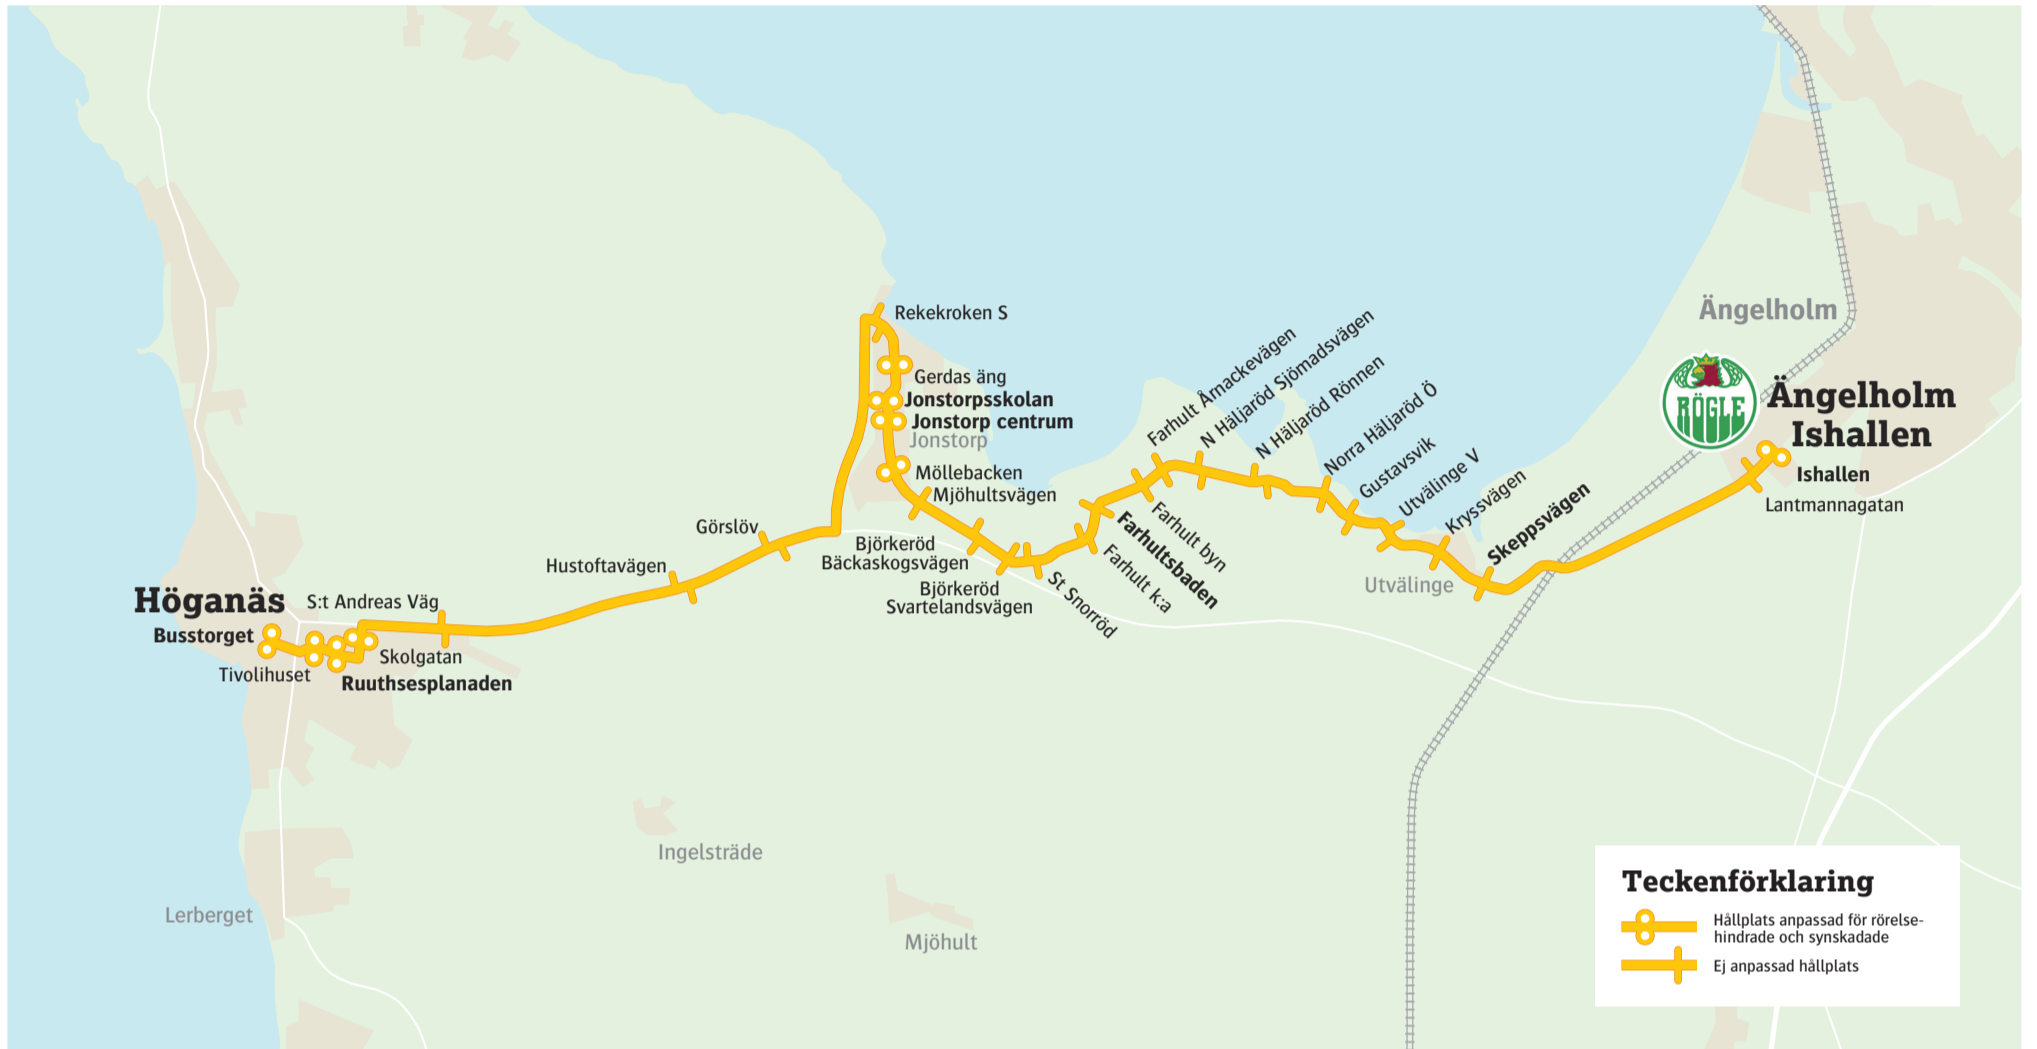 Rekekroken S
Gerdas äng
Jonstorpsskolan
Jonstorp centrum
Jonstorp
Möllebacken
Mjöhultsvägen
Görslöv
Hustoftavägen
Björkeröd
Bäckaskogsvägen
Björkeröd
Svartelandsvägen
St Snorröd
Farhult k:a
Farhultsbaden
Farhult byn
Farhult Årnackevägen
N Häljaröd Sjömadsvägen
N Häljaröd Rönnen
Norra Häljaröd Ö
Gustavsvik
Utvälinge V
Kryssvägen
Skeppsvägen
Utvälinge
Ängelholm
RÖGLE
Ängelholm
Ishallen
Ishallen
Lantmannagatan
Höganäs
S:t Andreas Väg
Busstorget
Tivolihuset
Skolgatan
Ruuthsesplanaden
Ingelsträde
Lerberget
Mjöhult
Teckenförklaring
Hållplats anpassad för rörelse-
hindrade och synskadade
Ej anpassad hållplats